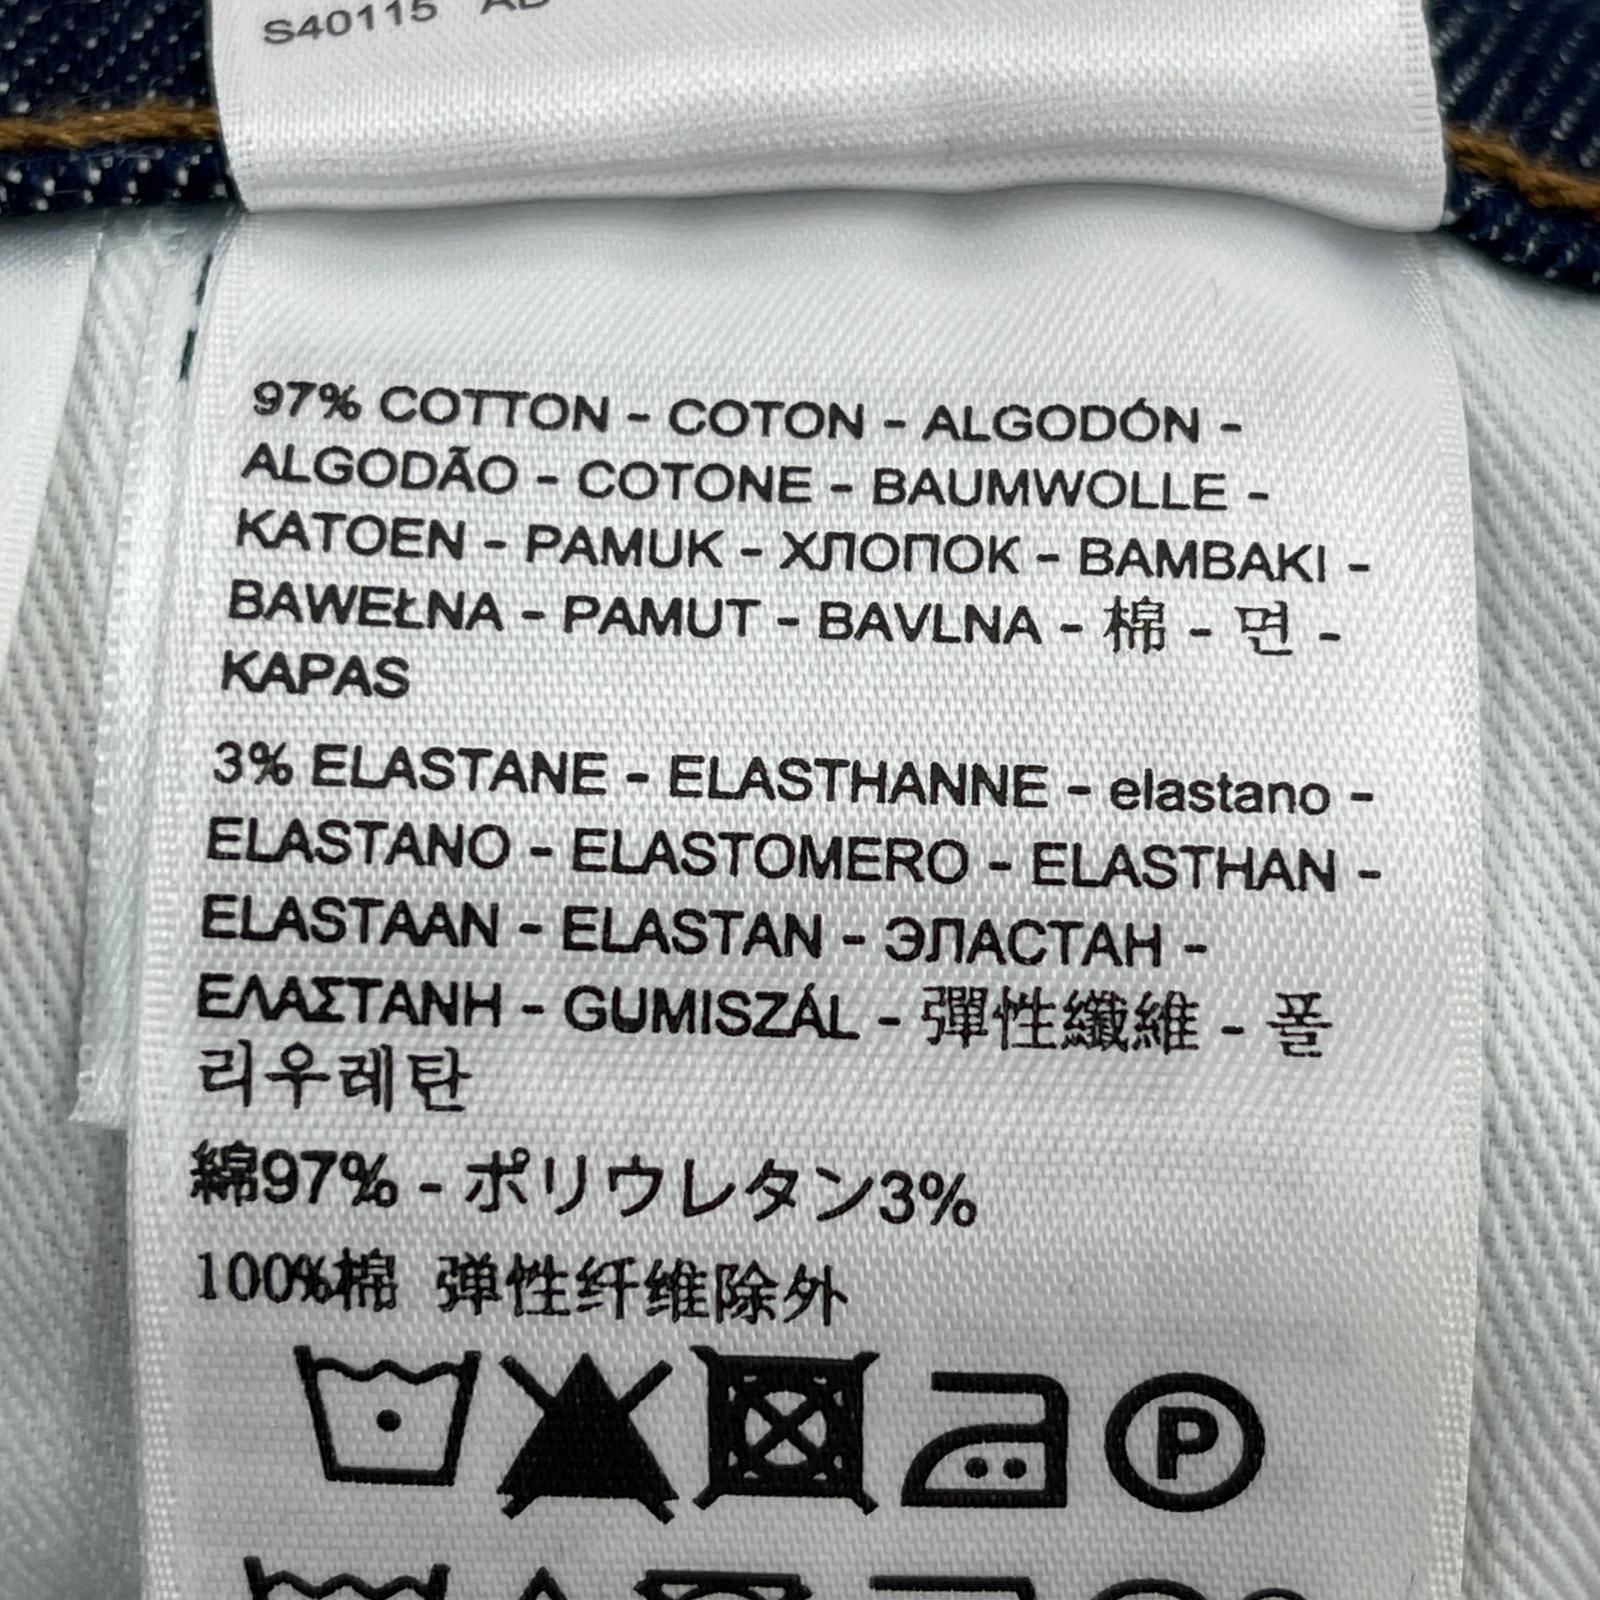 S40115
97% COTTON - COTON - ALGODÓN -
ALGODÃO - COTONE - BAUMWOLLE -
KATOEN - PAMUK - ХЛОПОК - BAMBAKI -
BAWEŁNA - PAMUT - BAVLNA - 棉 - 면 -
KAPAS
3% ELASTANE - ELASTHANNE - elastano -
ELASTANO - ELASTOMERO - ELASTHAN -
ELASTAAN - ELASTAN - ЭЛАСТАН -
ΕΛΑΣΤΑΝΗ - GUMISZÁL - 彈性纖維 - 폴
리우레탄
綿97% - ポリウレタン3%
100%棉 弹性纤维除外
P